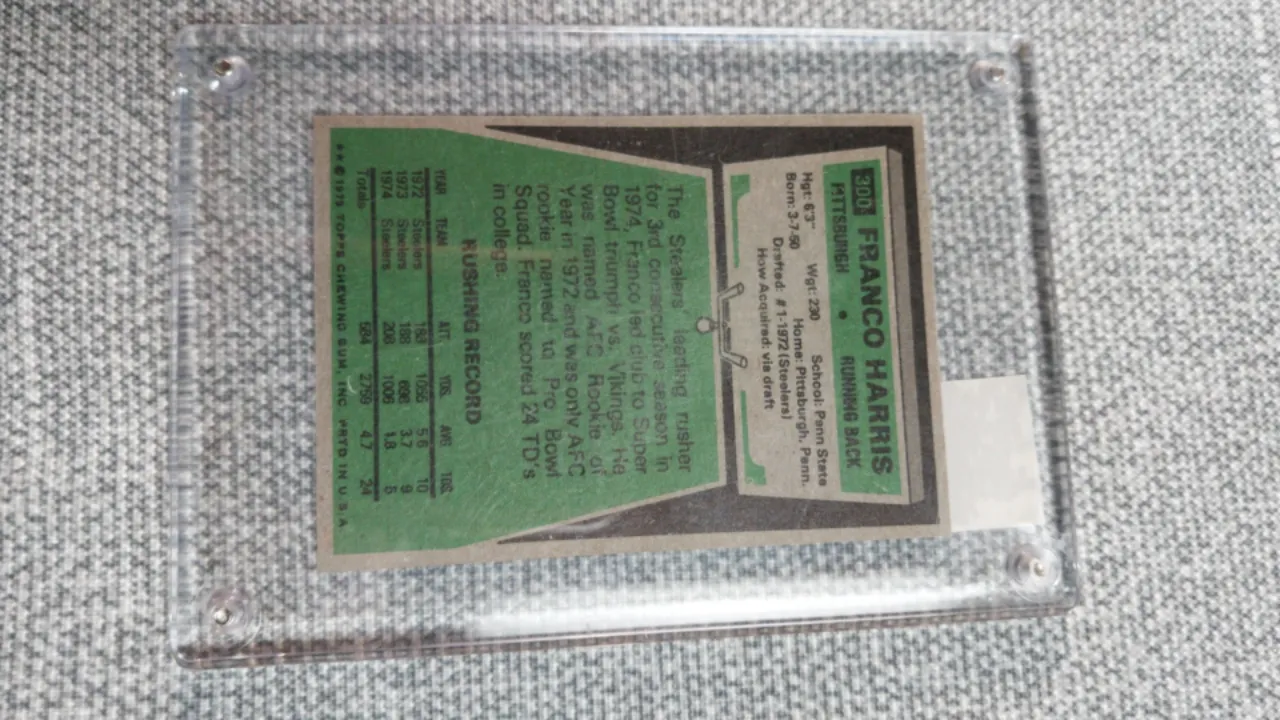 300 FRANCO HARRIS
PITTSBURGH • RUNNING BACK
Hgt: 6'3" Wgt: 230 School: Penn State
Born: 3-7-50 Home: Pittsburgh, Penn.
Drafted: #1-1972 (Steelers)
How Acquired: via draft
The Steelers' leading rusher
for 3rd consecutive season in
1974, Franco led club to Super
Bowl triumph vs. Vikings. He
was named AFC Rookie of
Year in 1972 and was only AFC
rookie named to Pro Bowl
Squad. Franco scored 24 TD's
in college.
RUSHING RECORD
YEAR TEAM ATT. YDS. AVG. TDS.
1972 Steelers 188 1055 5.6 10
1973 Steelers 188 698 3.7 9
1974 Steelers 208 1006 4.8 5
Totals 584 2759 4.7 24
© 1975 TOPPS CHEWING GUM, INC. PRTD. IN U.S.A.